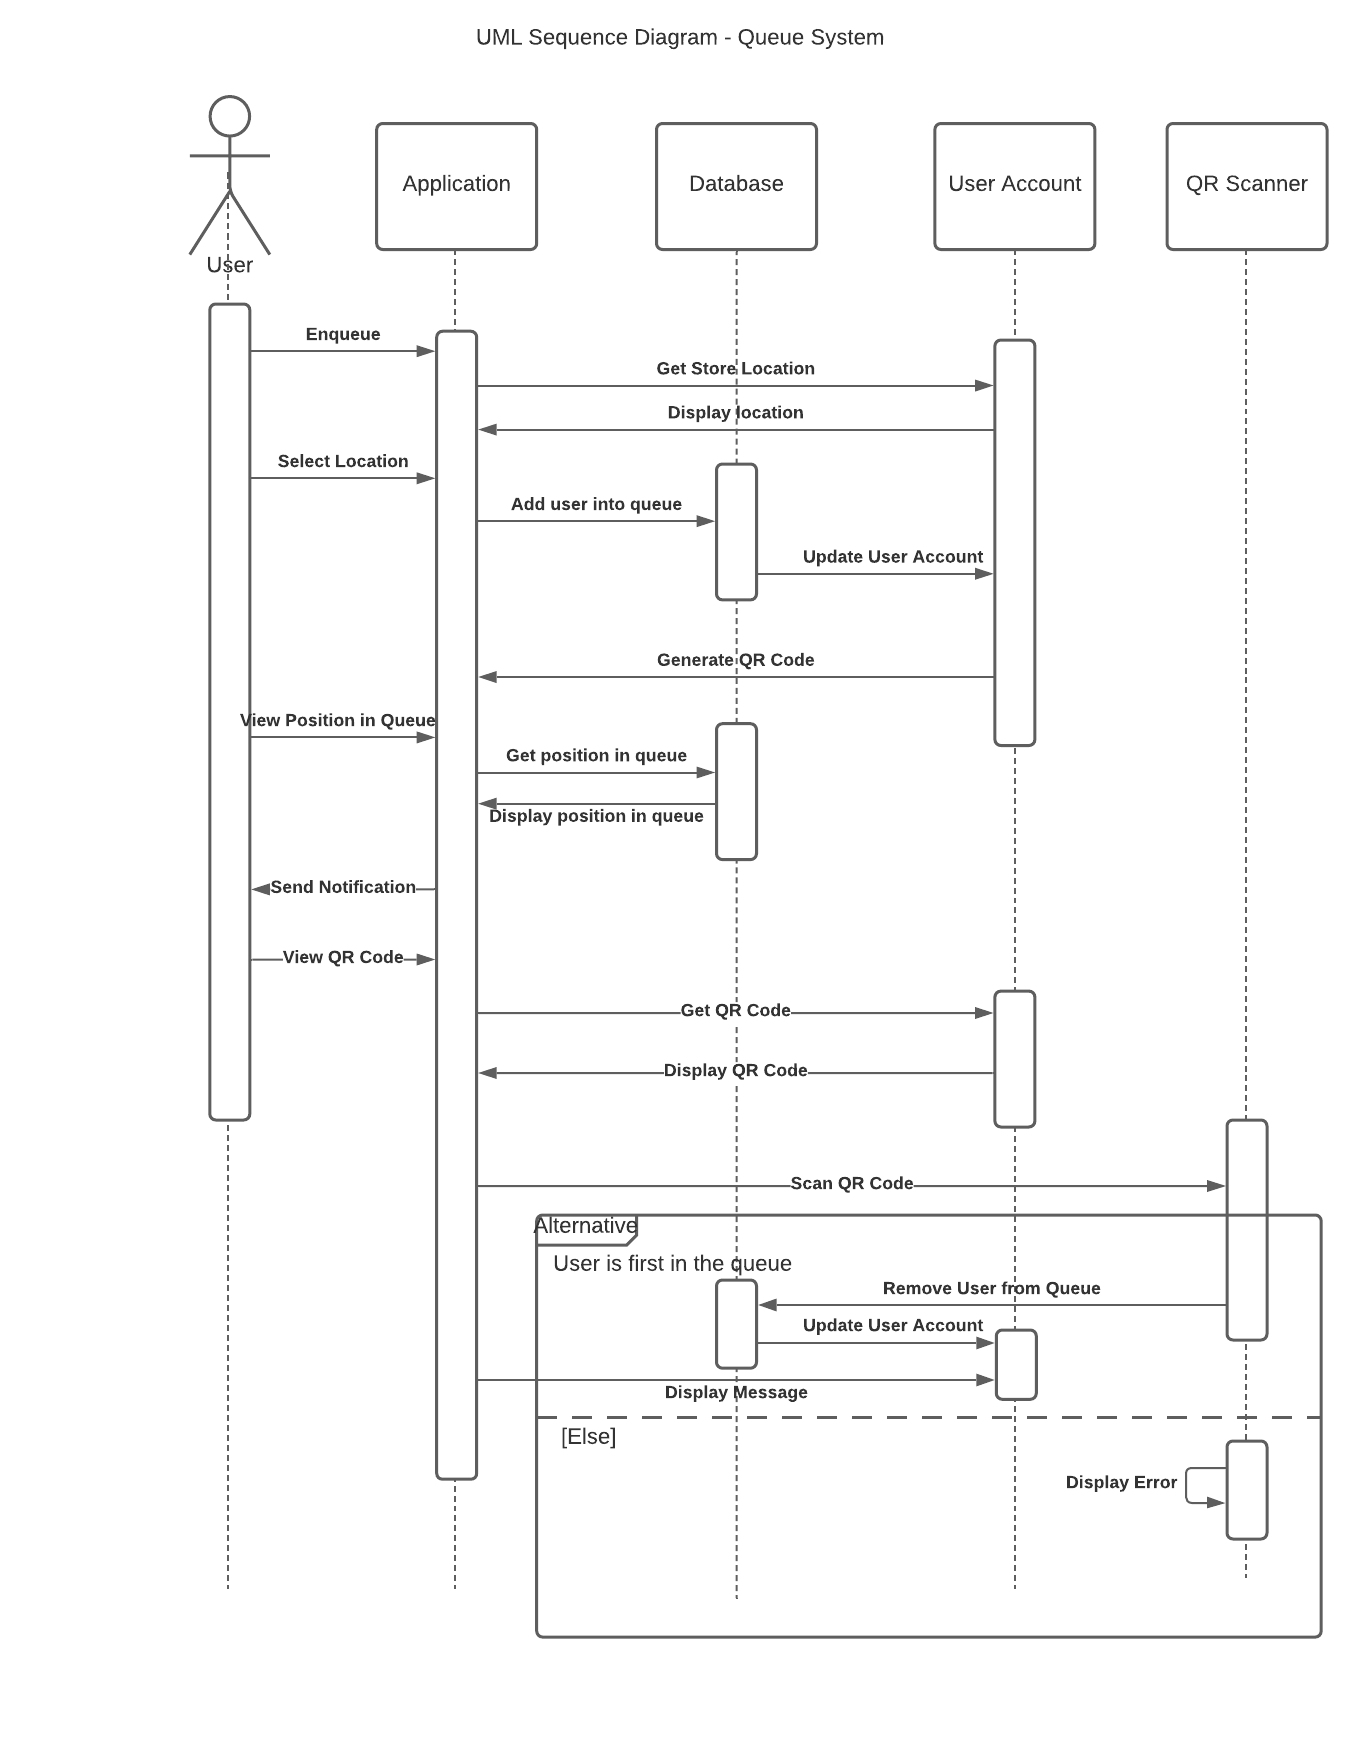 UML Sequence Diagram - Queue System
User
Application
Database
User Account
QR Scanner
Enqueue
Get Store Location
Display location
Select Location
Add user into queue
Update User Account
Generate QR Code
View Position in Queue
Get position in queue
Display position in queue
Send Notification
View QR Code
Get QR Code
Display QR Code
Scan QR Code
Alternative
User is first in the queue
Remove User from Queue
Update User Account
Display Message
[Else]
Display Error